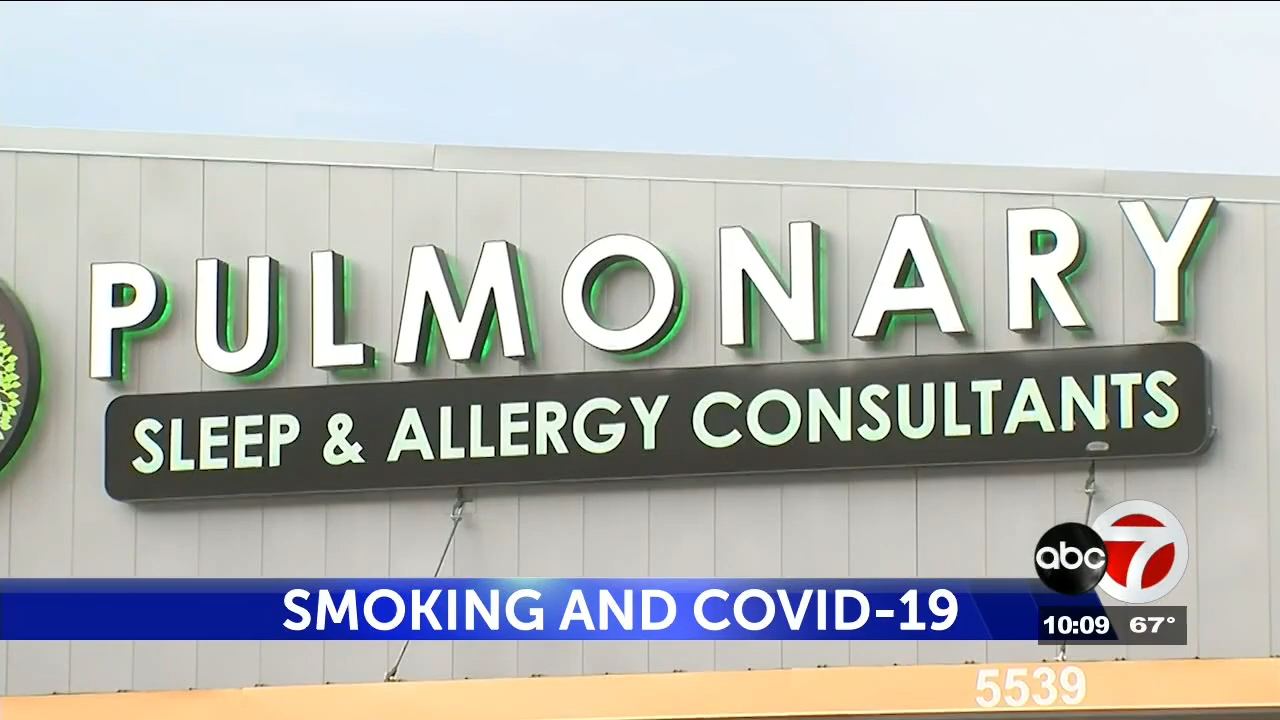 PULMONARY
SLEEP & ALLERGY CONSULTANTS
abc 7
SMOKING AND COVID-19
10:09 67°
5539